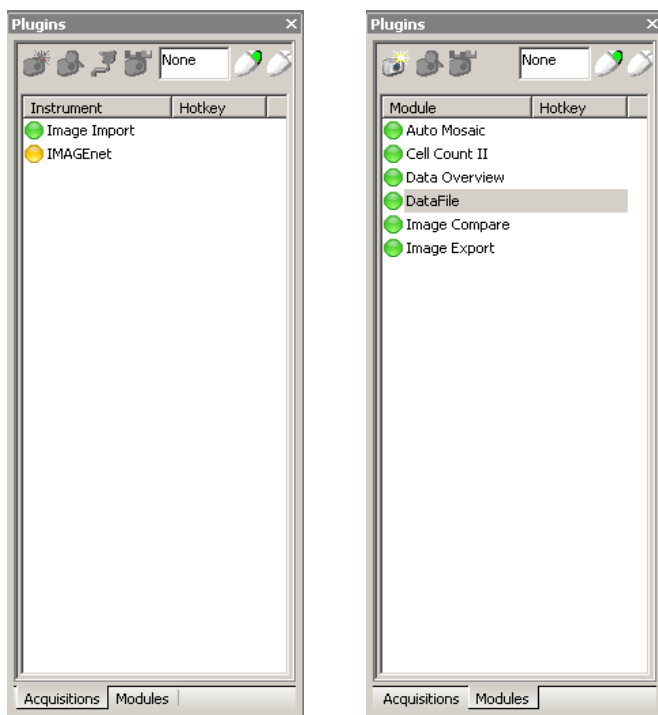 Plugins
None
Instrument Hotkey
Image Import
IMAGEnet
Acquisitions Modules
Plugins
None
Module Hotkey
Auto Mosaic
Cell Count II
Data Overview
DataFile
Image Compare
Image Export
Acquisitions Modules